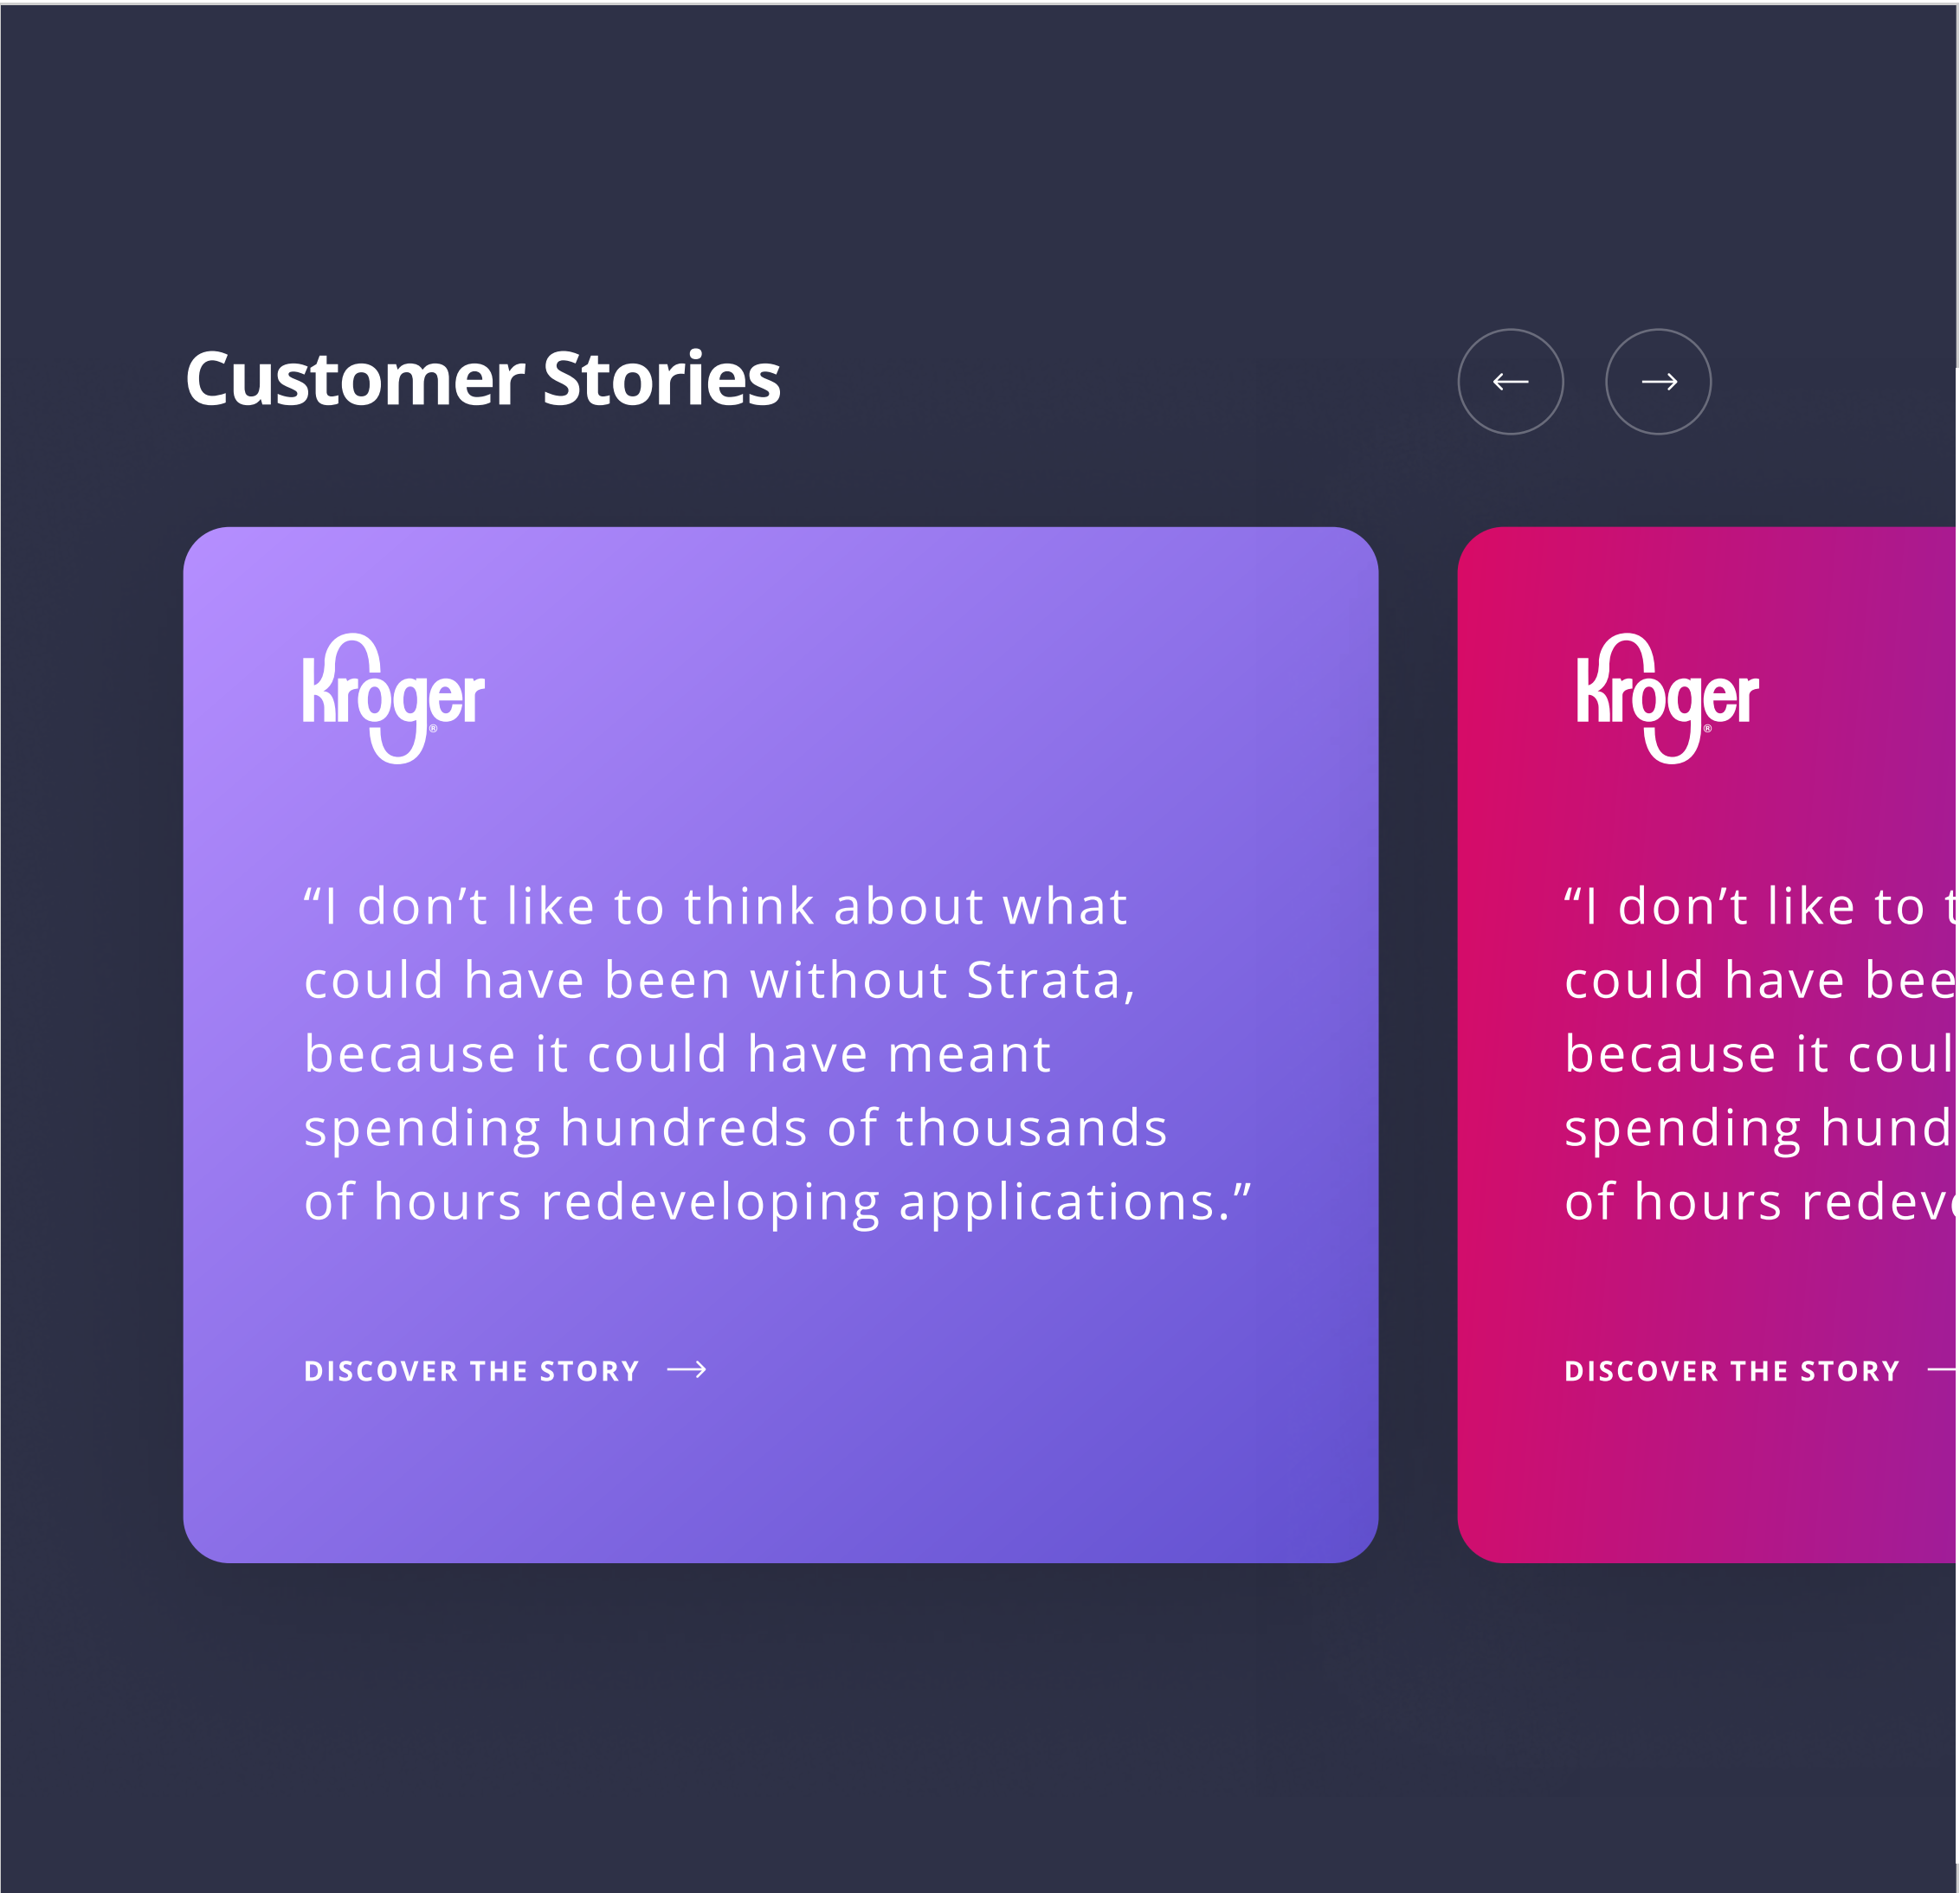 Customer Stories
Kroger®
“I don’t like to think about what
could have been without Strata,
because it could have meant
spending hundreds of thousands
of hours redeveloping applications.”
DISCOVER THE STORY
Kroger®
“I don’t like to
could have bee
because it coul
spending hund
of hours redev
DISCOVER THE STORY